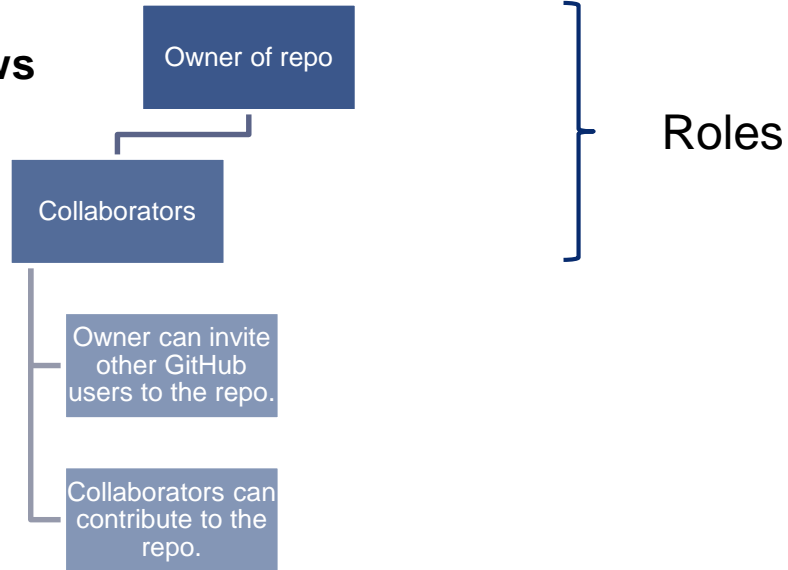 vs
Owner of repo
Roles
Collaborators
Owner can invite
other GitHub
users to the repo.
Collaborators can
contribute to the
repo.